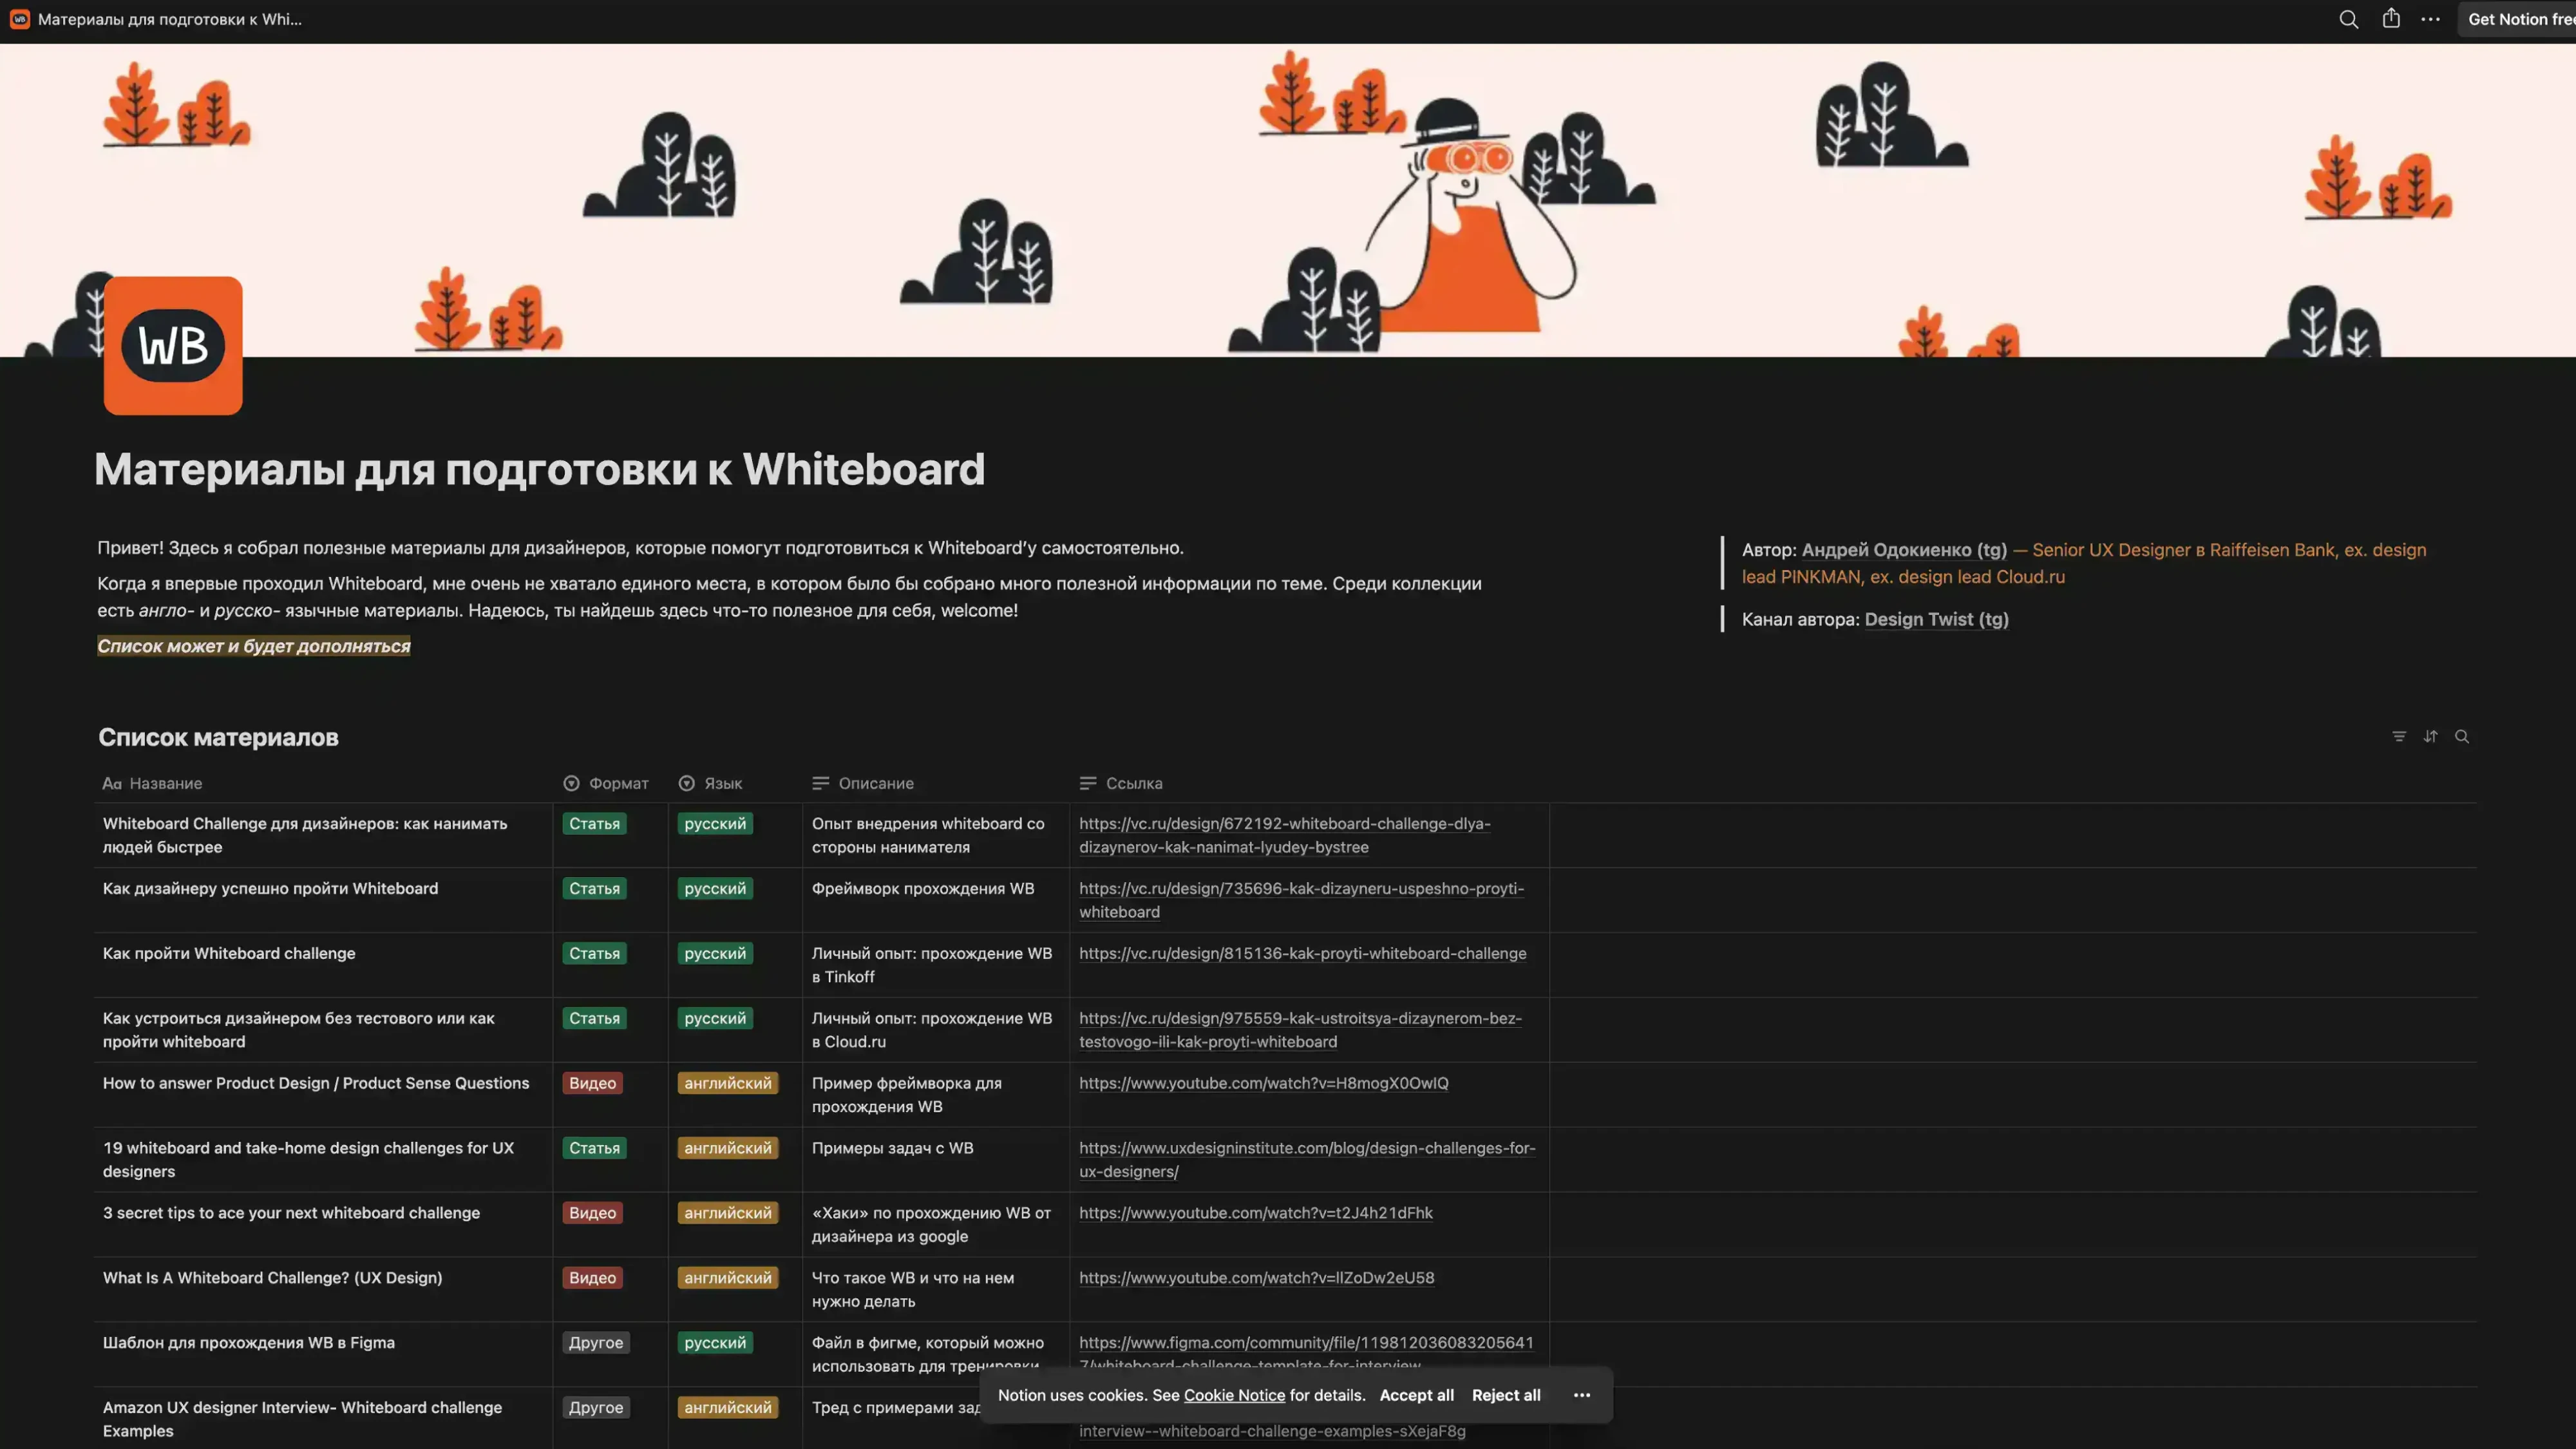 Материалы для подготовки к Whi...
Get Notion free
WB
Материалы для подготовки к Whiteboard
Привет! Здесь я собрал полезные материалы для дизайнеров, которые помогут подготовиться к Whiteboard’у самостоятельно.
Когда я впервые проходил Whiteboard, мне очень не хватало единого места, в котором было бы собрано много полезной информации по теме. Среди коллекции
есть англо- и русско- язычные материалы. Надеюсь, ты найдешь здесь что-то полезное для себя, welcome!
Список может и будет дополняться
Автор: Андрей Одокиенко (tg) — Senior UX Designer в Raiffeisen Bank, ex. design
lead PINKMAN, ex. design lead Cloud.ru
Канал автора: Design Twist (tg)
Список материалов
Aa Название Формат Язык Описание Ссылка
Whiteboard Challenge для дизайнеров: как нанимать
людей быстрее
Статья
русский
Опыт внедрения whiteboard со
стороны нанимателя
https://vc.ru/design/672192-whiteboard-challenge-dlya-
dizaynerov-kak-nanimat-lyudey-bystree
Как дизайнеру успешно пройти Whiteboard
Статья
русский
Фреймворк прохождения WB
https://vc.ru/design/735696-kak-dizayneru-uspeshno-proyti-
whiteboard
Как пройти Whiteboard challenge
Статья
русский
Личный опыт: прохождение WB
в Tinkoff
https://vc.ru/design/815136-kak-proyti-whiteboard-challenge
Как устроиться дизайнером без тестового или как
пройти whiteboard
Статья
русский
Личный опыт: прохождение WB
в Cloud.ru
https://vc.ru/design/975559-kak-ustroitsya-dizaynerom-bez-
testovogo-ili-kak-proyti-whiteboard
How to answer Product Design / Product Sense Questions
Видео
английский
Пример фреймворка для
прохождения WB
https://www.youtube.com/watch?v=H8mogX0OwIQ
19 whiteboard and take-home design challenges for UX
designers
Статья
английский
Примеры задач с WB
https://www.uxdesigninstitute.com/blog/design-challenges-for-
ux-designers/
3 secret tips to ace your next whiteboard challenge
Видео
английский
«Хаки» по прохождению WB от
дизайнера из google
https://www.youtube.com/watch?v=t2J4h21dFhk
What Is A Whiteboard Challenge? (UX Design)
Видео
английский
Что такое WB и что на нем
нужно делать
https://www.youtube.com/watch?v=llZoDw2eU58
Шаблон для прохождения WB в Figma
Другое
русский
Файл в фигме, который можно
использовать для тренировки
https://www.figma.com/community/file/119812036083205641
7/whiteboard-challenge-template-for-interview
Amazon UX designer Interview- Whiteboard challenge
Examples
Другое
английский
Тред с примерами зад
interview--whiteboard-challenge-examples-sXejaF8g
Notion uses cookies. See Cookie Notice for details. Accept all Reject all